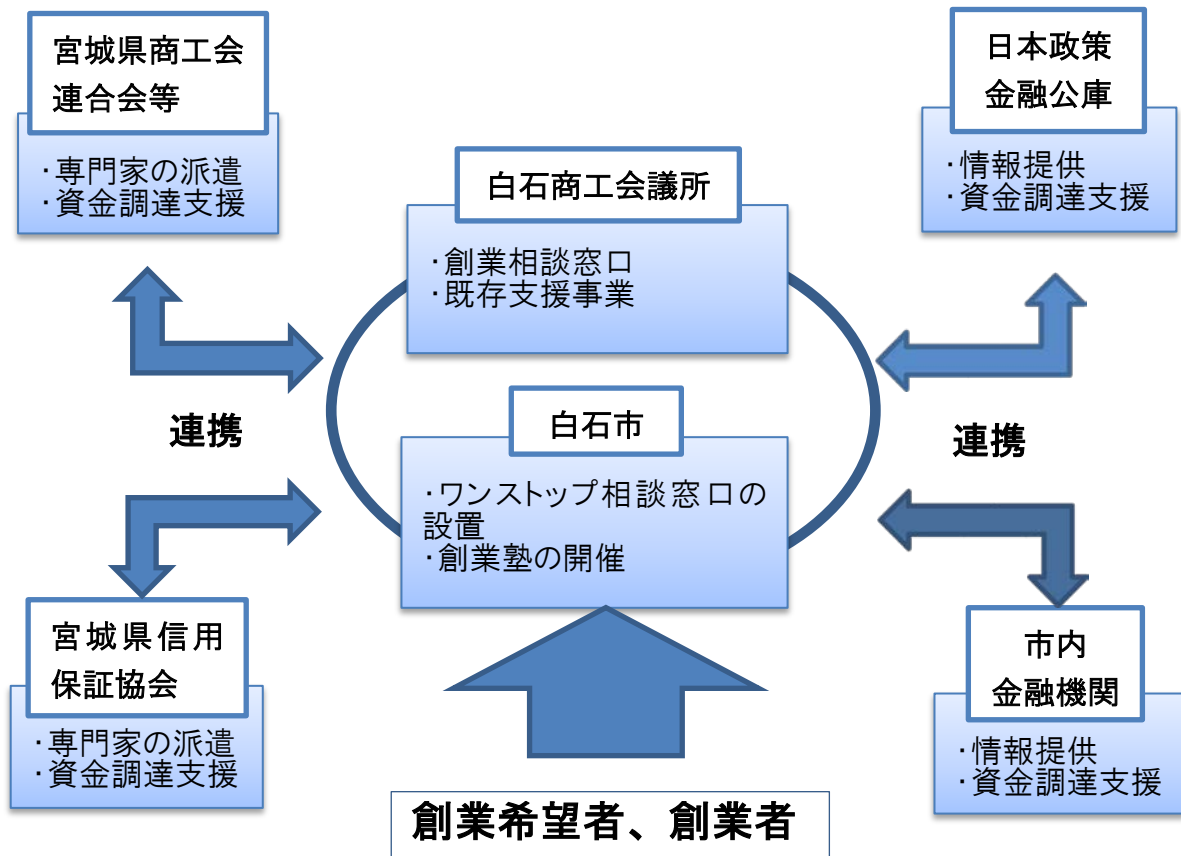 宮城県商工会
連合会等
・専門家の派遣
・資金調達支援
日本政策
金融公庫
・情報提供
・資金調達支援
白石商工会議所
・創業相談窓口
・既存支援事業
連携
白石市
・ワンストップ相談窓口の
設置
・創業塾の開催
連携
宮城県信用
保証協会
・専門家の派遣
・資金調達支援
市内
金融機関
・情報提供
・資金調達支援
創業希望者、創業者